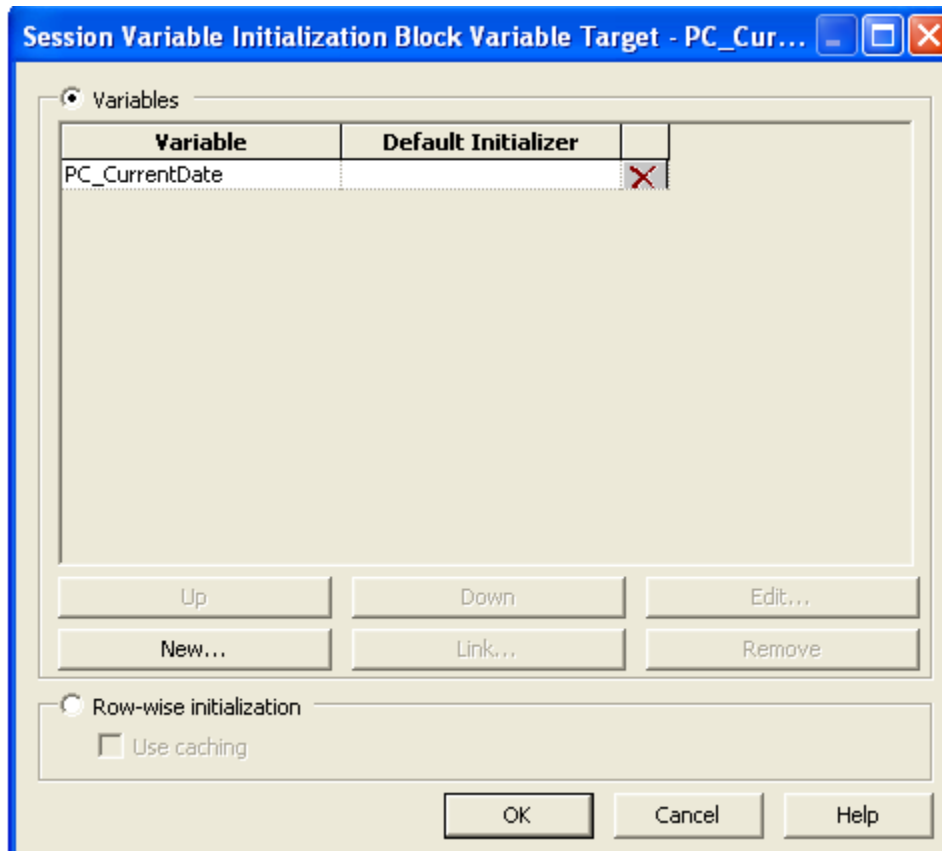 Session Variable Initialization Block Variable Target - PC_Cur...
Variables
Variable Default Initializer
PC_CurrentDate
Up Down Edit...
New... Link... Remove
Row-wise initialization
Use caching
OK Cancel Help